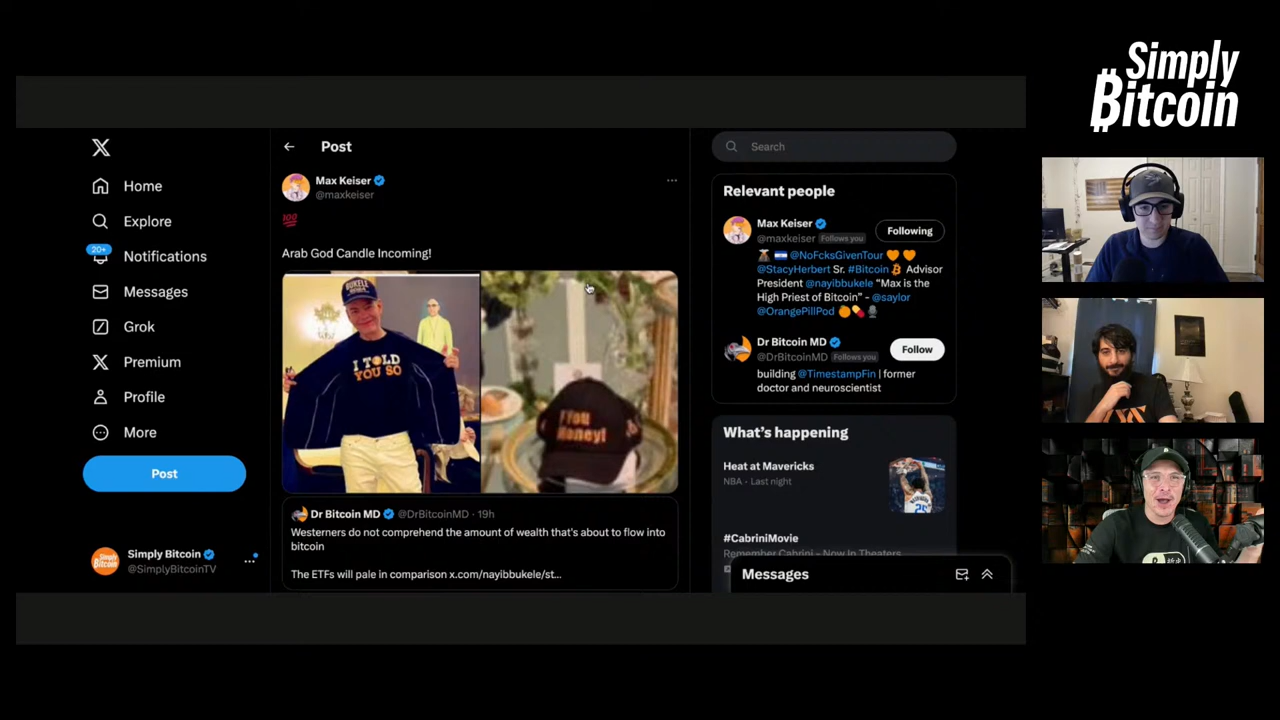 Simply
Bitcoin
Post
Search
Home
Explore
20+
Notifications
Messages
Grok
Premium
Profile
More
Post
Simply Bitcoin
@SimplyBitcoinTV
...
Max Keiser
@maxkeiser
...
💯
Arab God Candle Incoming!
BUKELE
I TOLD
YOU SO
Dr Bitcoin MD @DrBitcoinMD · 19h
Westerners do not comprehend the amount of wealth that's about to flow into
bitcoin
The ETFs will pale in comparison x.com/nayibbukele/st...
Relevant people
Max Keiser
@maxkeiser Follows you
Following
@NoFcksGivenTour 🧡 🧡
@StacyHerbert Sr. #Bitcoin Advisor
President @nayibbukele "Max is the
High Priest of Bitcoin" - @saylor
@OrangePillPod 🍊💊🎙️
Dr Bitcoin MD
@DrBitcoinMD Follows you
Follow
building @TimestampFin | former
doctor and neuroscientist
What's happening
Heat at Mavericks
NBA · Last night
#CabriniMovie
Remember Cabrini - Now In Theaters
Messages